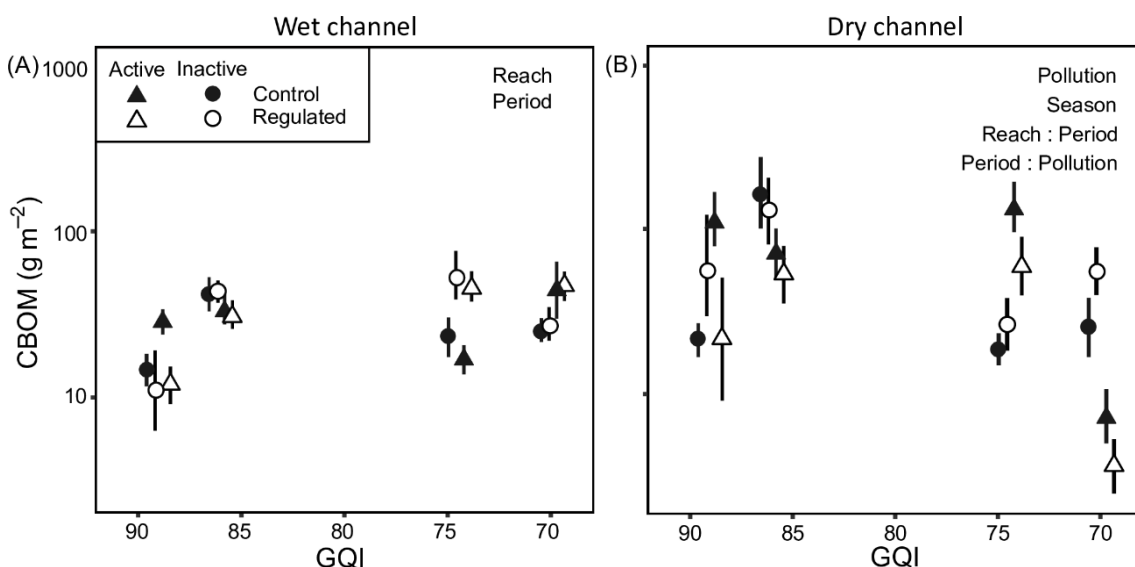 Wet channel
Dry channel
(A)
1000
100
10
CBOM (g m⁻²)
Active Inactive
Control
Regulated
Reach
Period
90 85 80 75 70
GQI
(B)
Pollution
Season
Reach : Period
Period : Pollution
90 85 80 75 70
GQI